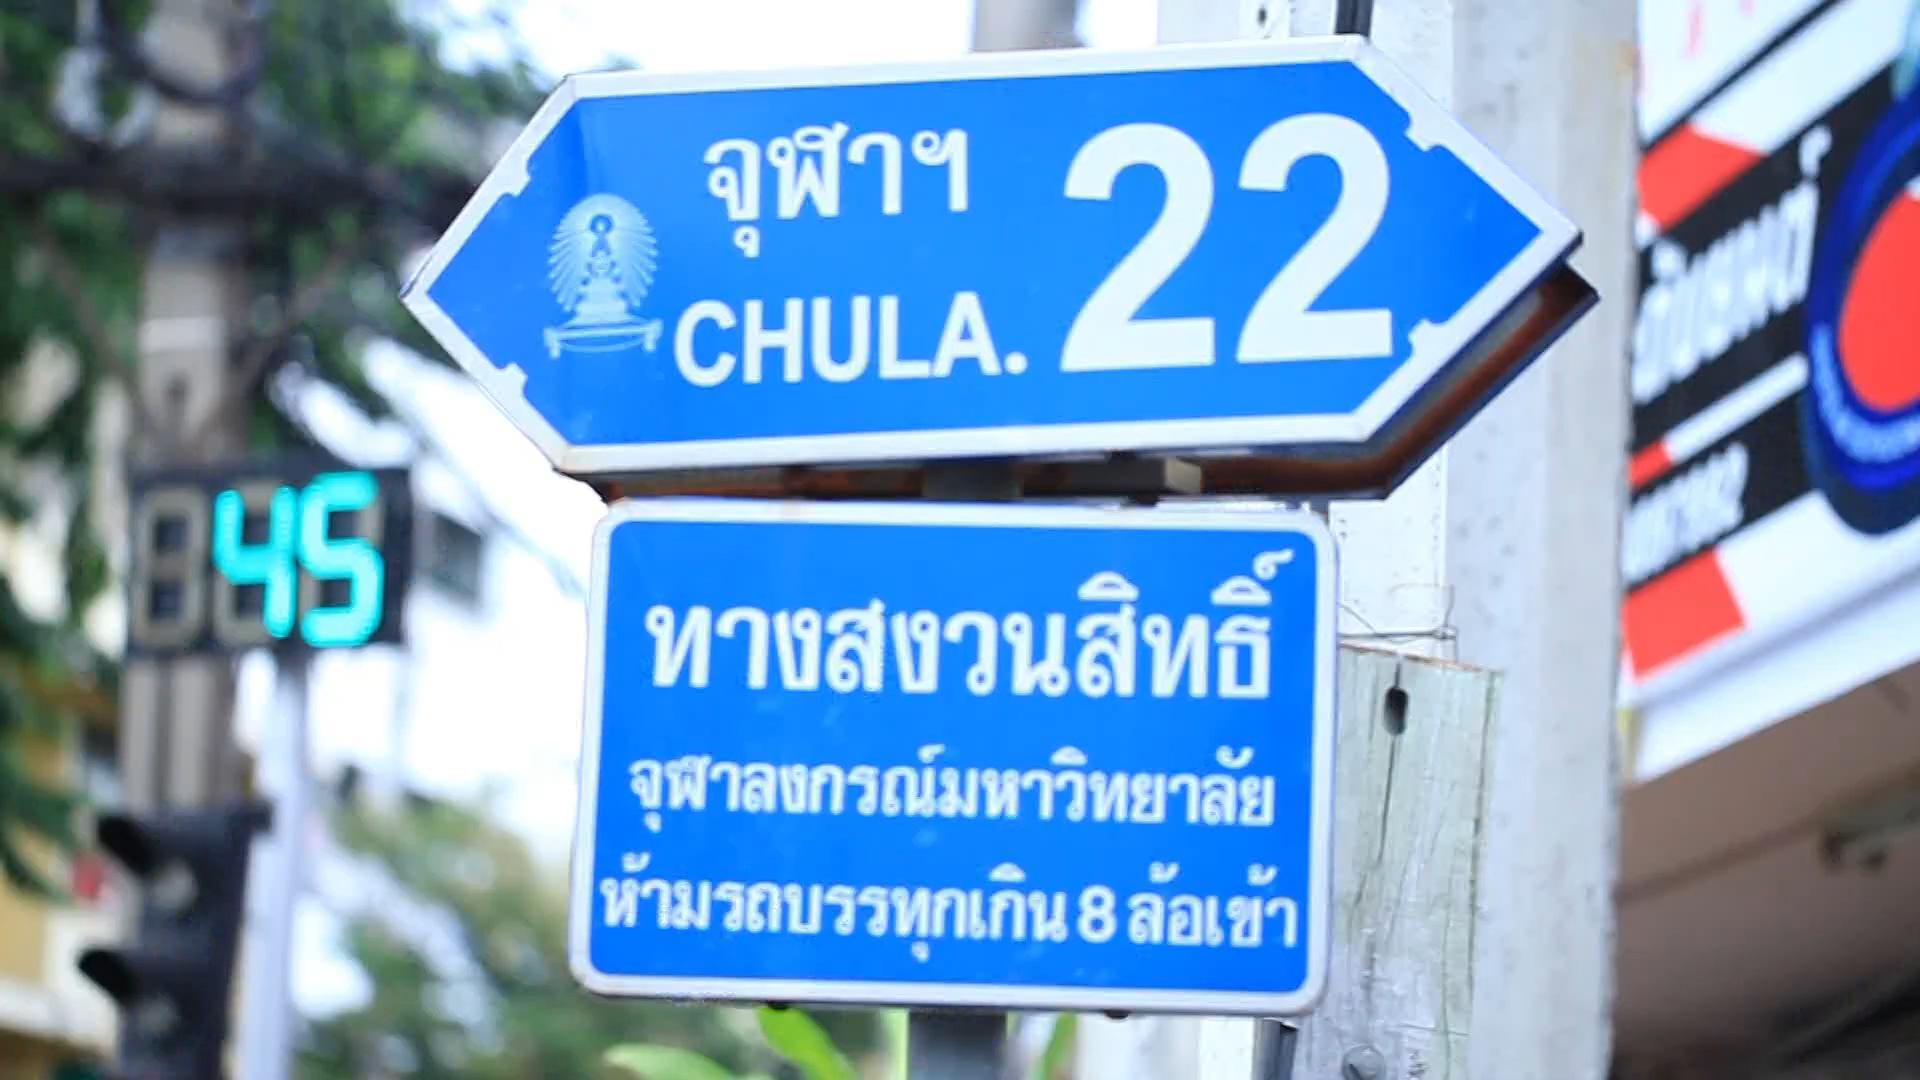 จุฬาฯ 22
CHULA.
ทางสงวนสิทธิ์
จุฬาลงกรณ์มหาวิทยาลัย
ห้ามรถบรรทุกเกิน 8 ล้อเข้า
45